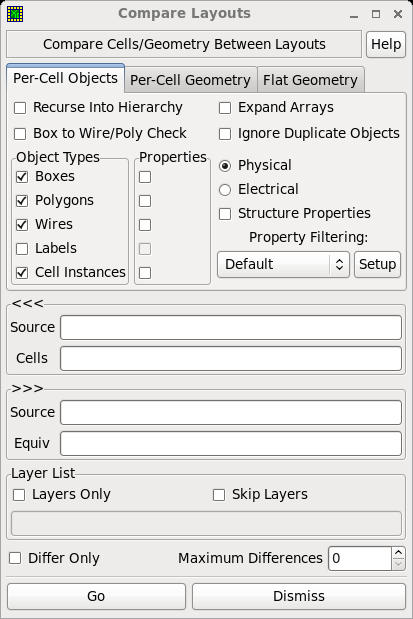 Compare Layouts
Compare Cells/Geometry Between Layouts
Help
Per-Cell Objects
Per-Cell Geometry
Flat Geometry
Recurse Into Hierarchy
Expand Arrays
Box to Wire/Poly Check
Ignore Duplicate Objects
Object Types
Properties
Boxes
Polygons
Wires
Labels
Cell Instances
Physical
Electrical
Structure Properties
Property Filtering:
Default
Setup
<<<
Source
Cells
>>>
Source
Equiv
Layer List
Layers Only
Skip Layers
Differ Only
Maximum Differences
0
Go
Dismiss